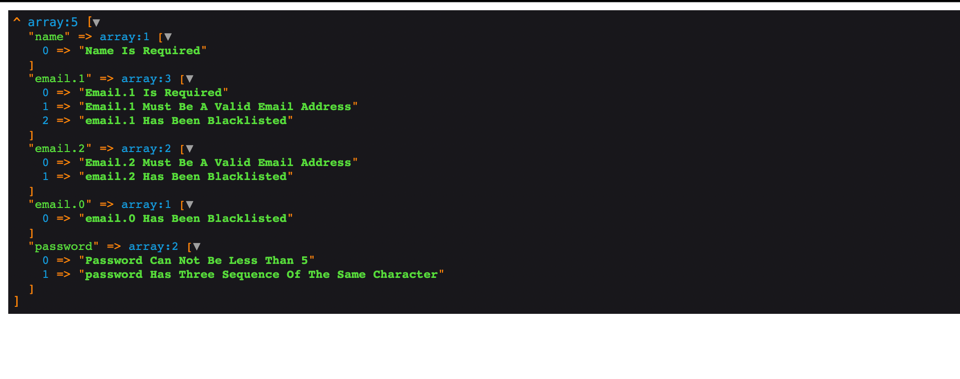 ^ array:5 [▼
"name" => array:1 [▼
0 => "Name Is Required"
]
"email.1" => array:3 [▼
0 => "Email.1 Is Required"
1 => "Email.1 Must Be A Valid Email Address"
2 => "email.1 Has Been Blacklisted"
]
"email.2" => array:2 [▼
0 => "Email.2 Must Be A Valid Email Address"
1 => "email.2 Has Been Blacklisted"
]
"email.0" => array:1 [▼
0 => "email.0 Has Been Blacklisted"
]
"password" => array:2 [▼
0 => "Password Can Not Be Less Than 5"
1 => "password Has Three Sequence Of The Same Character"
]
]